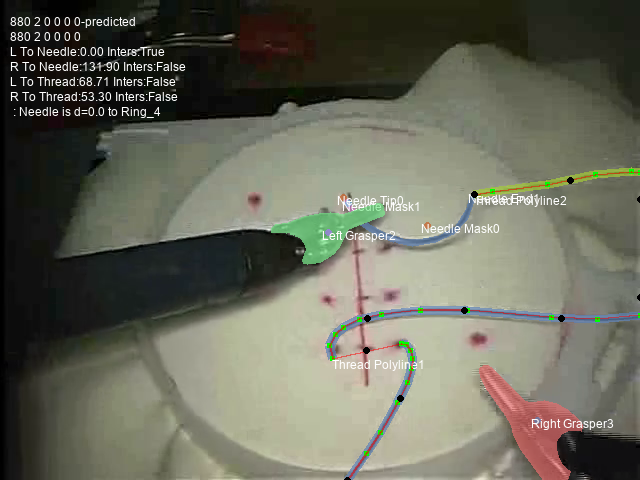 880 2 0 0 0 0-predicted
880 2 0 0 0 0
L To Needle:0.00 Inters:True
R To Needle:131.90 Inters:False
L To Thread:68.71 Inters:False
R To Thread:53.30 Inters:False
: Needle is d=0.0 to Ring_4
Needle Tip0
Needle Mask1
Thread Polyline2
Needle Mask0
Left Grasper2
Thread Polyline1
Right Grasper3